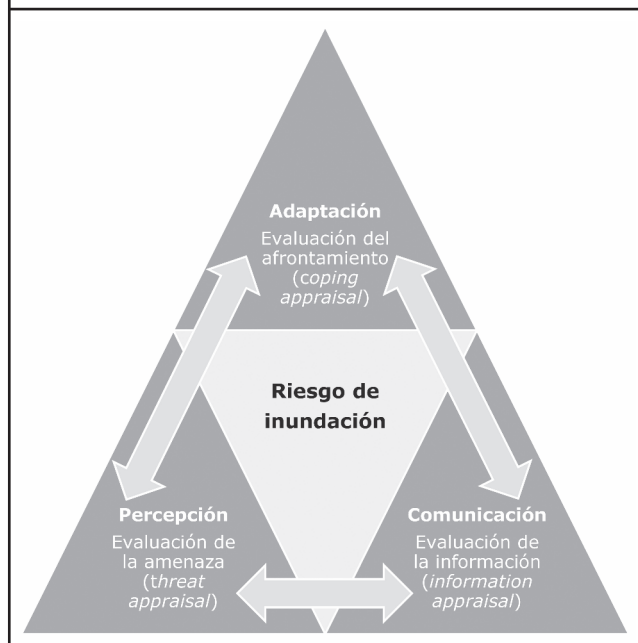 Adaptación
Evaluación del
afrontamiento
(coping
appraisal)
Riesgo de
inundación
Percepción
Evaluación de
la amenaza
(threat
appraisal)
Comunicación
Evaluación de
la información
(information
appraisal)